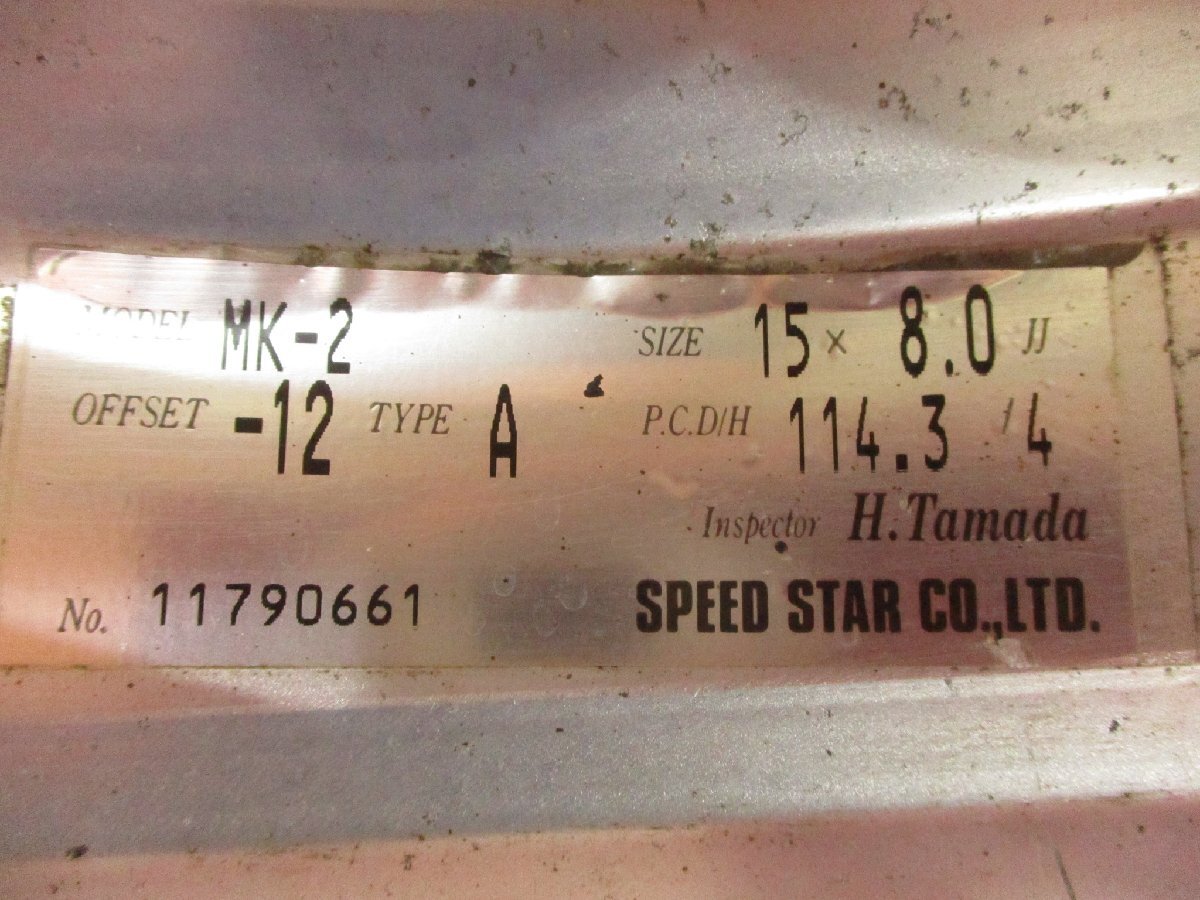 MODEL MK-2 SIZE 15 × 8.0 JJ
OFFSET -12 TYPE A P.C.D/H 114.3 / 4
Inspector H.Tamada
No. 11790661 SPEED STAR CO.,LTD.